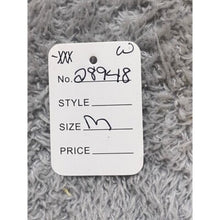 -XXX W
No. 28948
STYLE
SIZE M
PRICE